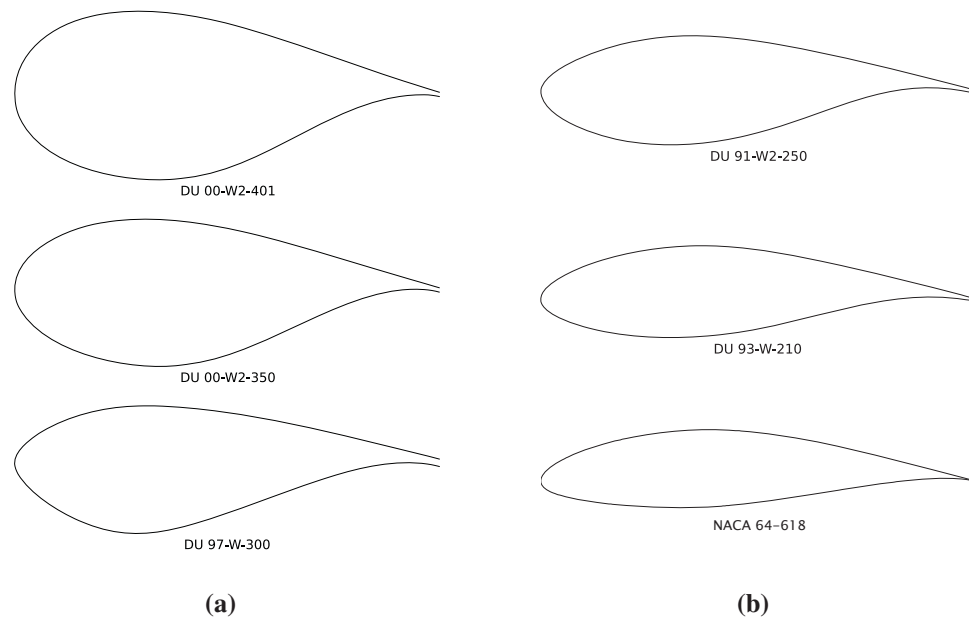 DU 00-W2-401
DU 00-W2-350
DU 97-W-300
(a)
DU 91-W2-250
DU 93-W-210
NACA 64-618
(b)